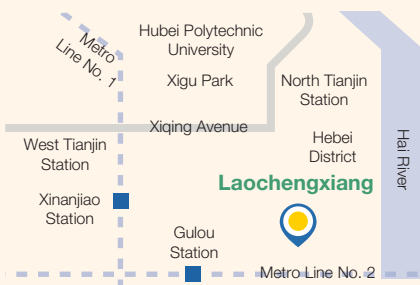 Metro
Line No. 1
Hubei Polytechnic
University
Xigu Park
North Tianjin
Station
Xiqing Avenue
West Tianjin
Station
Hebei
District
Hai River
Laochengxiang
Xinanjiao
Station
Gulou
Station
Metro Line No. 2